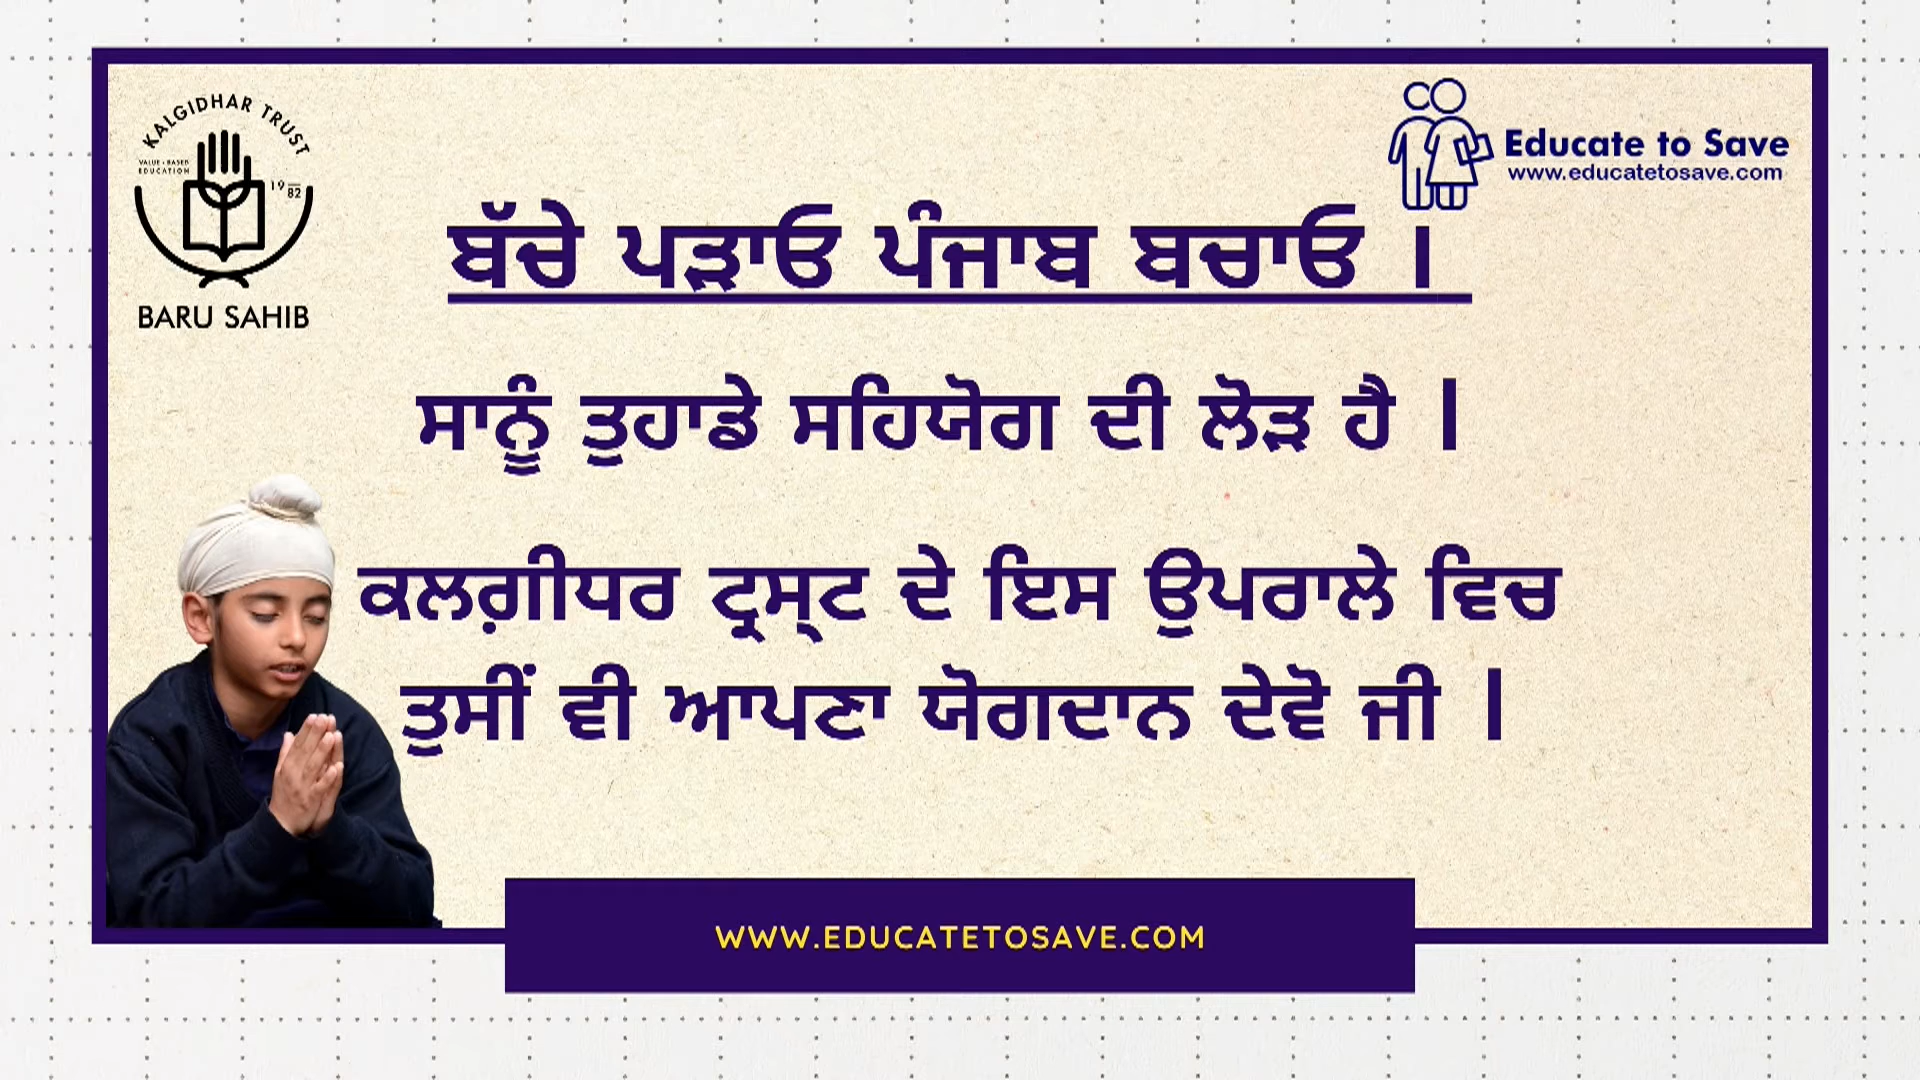 KALGIDHAR TRUST
VALUE - BASED
EDUCATION
1982
BARU SAHIB
Educate to Save
www.educatetosave.com
ਬੱਚੇ ਪੜਾਓ ਪੰਜਾਬ ਬਚਾਓ ।
ਸਾਨੂੰ ਤੁਹਾਡੇ ਸਹਿਯੋਗ ਦੀ ਲੋੜ ਹੈ ।
ਕਲਗ਼ੀਧਰ ਟ੍ਰਸ੍ਟ ਦੇ ਇਸ ਉਪਰਾਲੇ ਵਿਚ
ਤੁਸੀਂ ਵੀ ਆਪਣਾ ਯੋਗਦਾਨ ਦੇਵੋ ਜੀ ।
WWW.EDUCATETOSAVE.COM